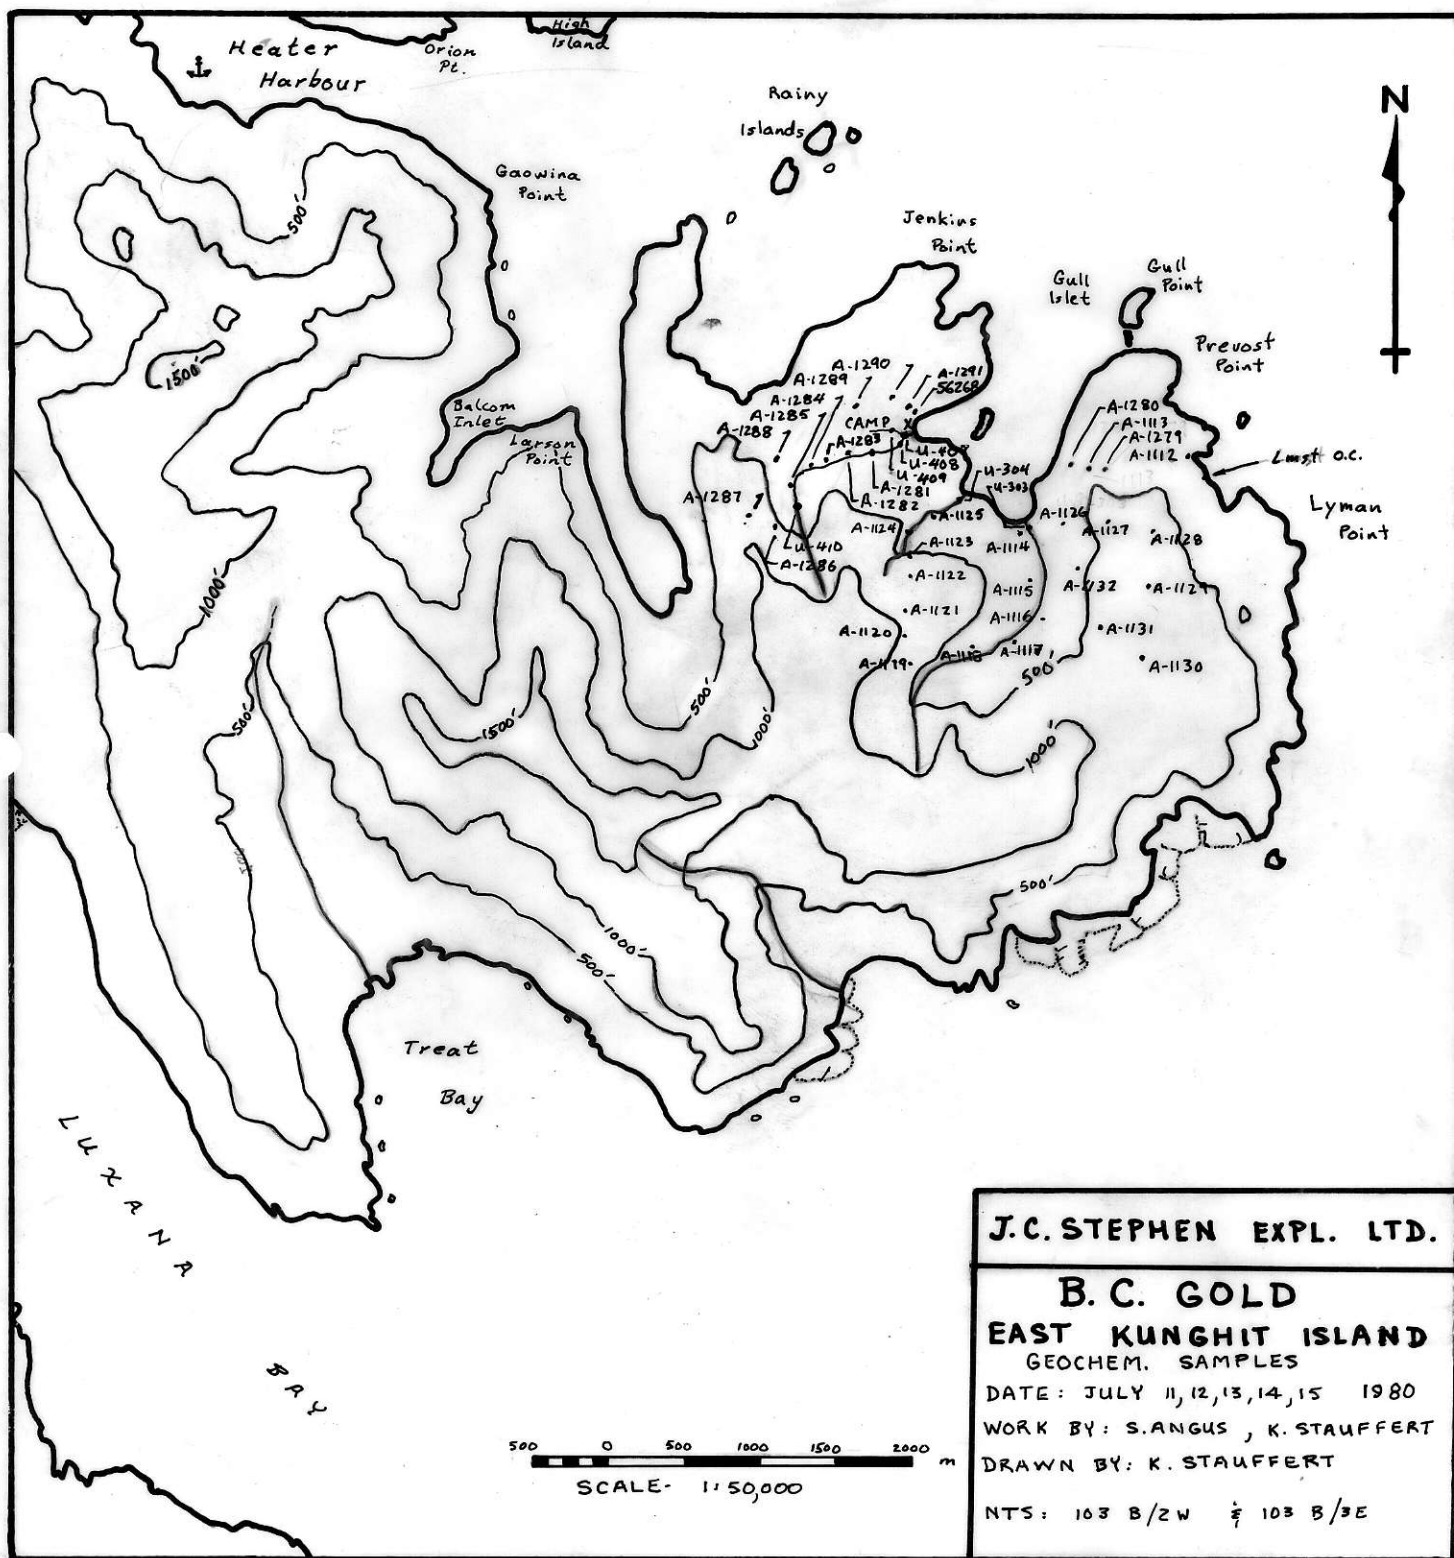 Heater
Harbour
Orion
Pt.
High
Island
Rainy
Islands
N
Gaowina
Point
Jenkins
Point
Gull
Islet
Gull
Point
Prevost
Point
500'
1500'
Balcom
Inlet
Larson
Point
A-1290
A-1289
A-1291
56268
A-1284
A-1285
A-1288
CAMP X
A-1283
U-408
U-409
A-1281
A-1282
A-1287
U-410
A-1286
U-304
U-303
A-1280
A-1113
A-1279
A-1112
Lmst O.C.
Lyman
Point
A-1124
A-1125
A-1123
A-1122
A-1121
A-1120
A-1119
A-1118
A-1117
A-1116
A-1115
A-1114
A-1126
A-1127
A-1128
A-1132
A-1129
A-1131
A-1130
1000'
500'
1500'
500'
1000'
500'
1000'
500'
1000'
500'
Treat
Bay
LUXANA
BAY
J.C. STEPHEN EXPL. LTD.
B.C. GOLD
EAST KUNGHIT ISLAND
GEOCHEM. SAMPLES
DATE: JULY 11,12,13,14,15 1980
WORK BY: S.ANGUS , K. STAUFFERT
DRAWN BY: K. STAUFFERT
NTS: 103 B/2W & 103 B/3E
500 0 500 1000 1500 2000 m
SCALE- 1:50,000